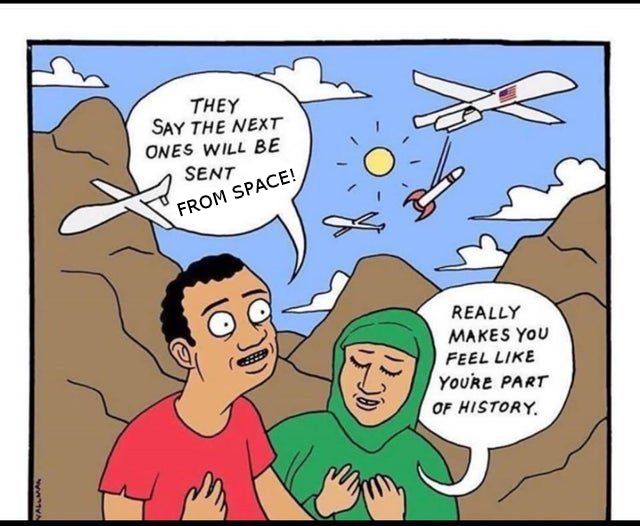 THEY
SAY THE NEXT
ONES WILL BE
SENT
FROM SPACE!
REALLY
MAKES YOU
FEEL LIKE
YOU'RE PART
OF HISTORY.